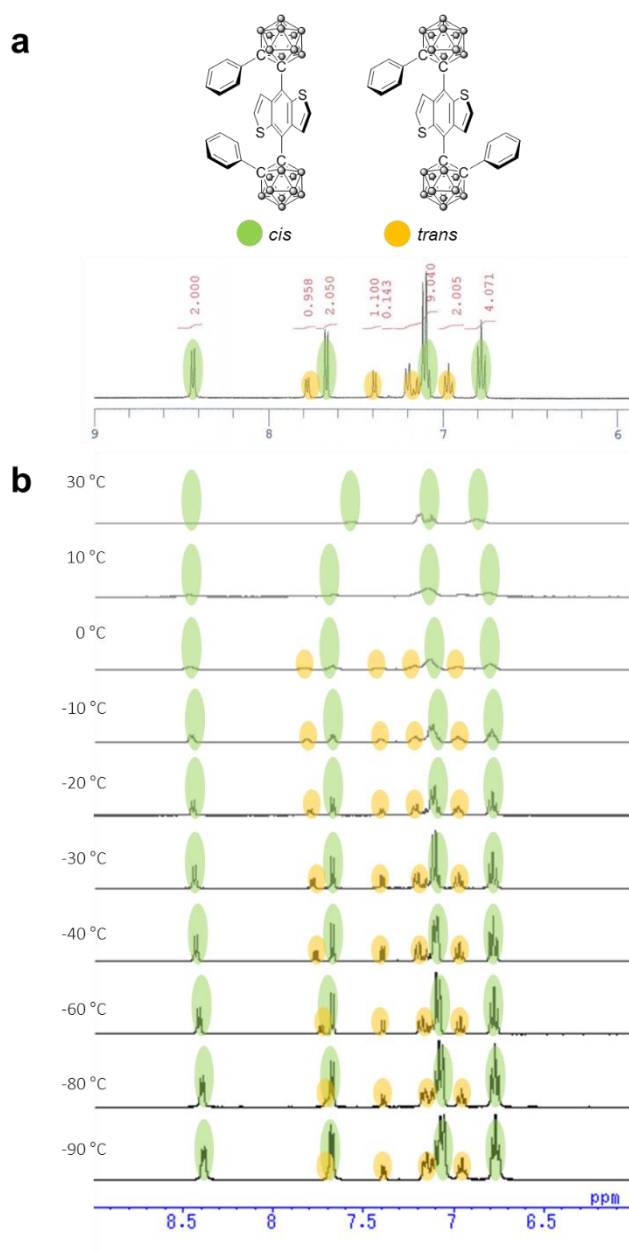 a
C C
C C
S S
S S
C C
C C
cis trans
2.000 0.958 2.050 1.100 0.143 9.040 2.005 4.071
9 8 7 6
b
30 °C
10 °C
0 °C
-10 °C
-20 °C
-30 °C
-40 °C
-60 °C
-80 °C
-90 °C
ppm
8.5 8 7.5 7 6.5